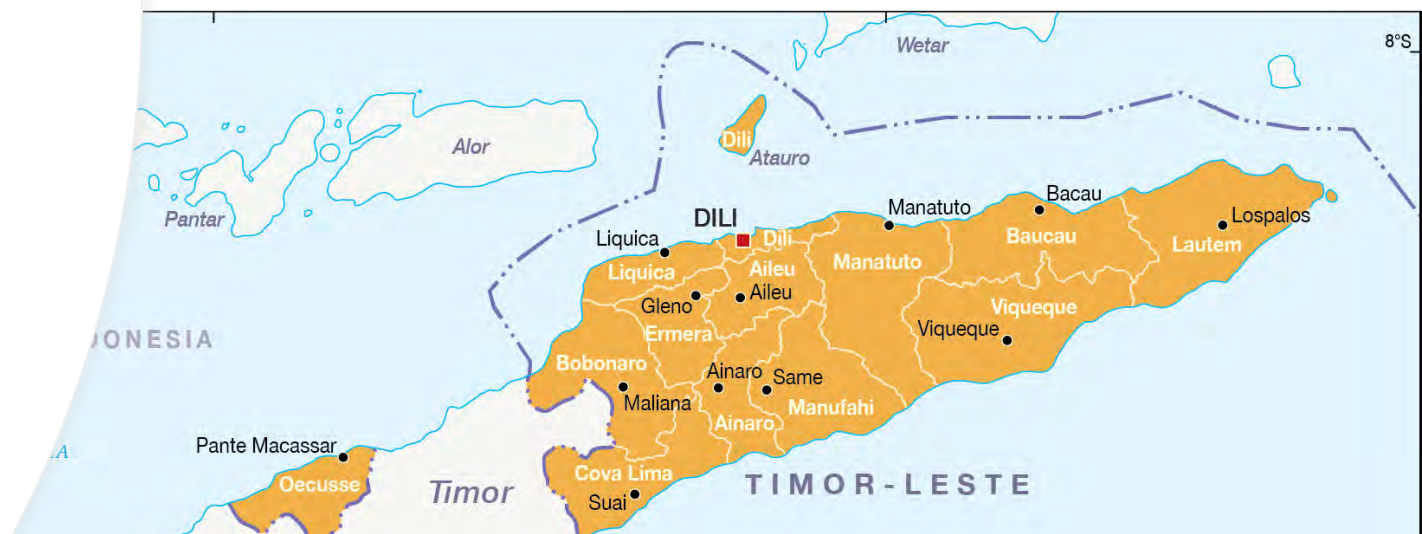 Wetar
8°S
Alor
Dili
Atauro
Pantar
DILI
Manatuto
Bacau
Lospalos
Liquica
Dili
Baucau
Lautem
Liquica
Aileu
Manatuto
Gleno
Aileu
Viqueque
Ermera
Viqueque
DONESIA
Bobonaro
Ainaro
Same
Maliana
Manufahi
Ainaro
Pante Macassar
Cova Lima
Oecusse
Timor
Suai
TIMOR-LESTE